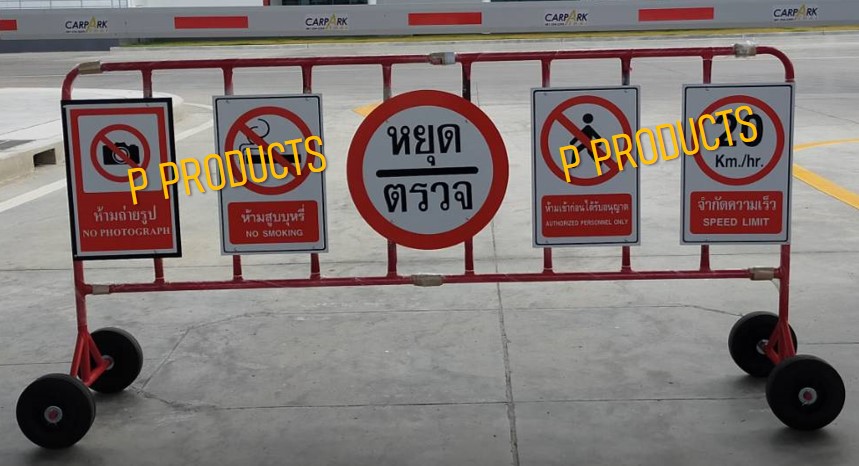 CARPARK
CARPARK
CARPARK
CARPARK
ห้ามถ่ายรูป
NO PHOTOGRAPH
ห้ามสูบบุหรี่
NO SMOKING
หยุด
ตรวจ
ห้ามเข้าก่อนได้รับอนุญาต
AUTHORIZED PERSONNEL ONLY
20
Km./hr.
จำกัดความเร็ว
SPEED LIMIT
P PRODUCTS
P PRODUCTS